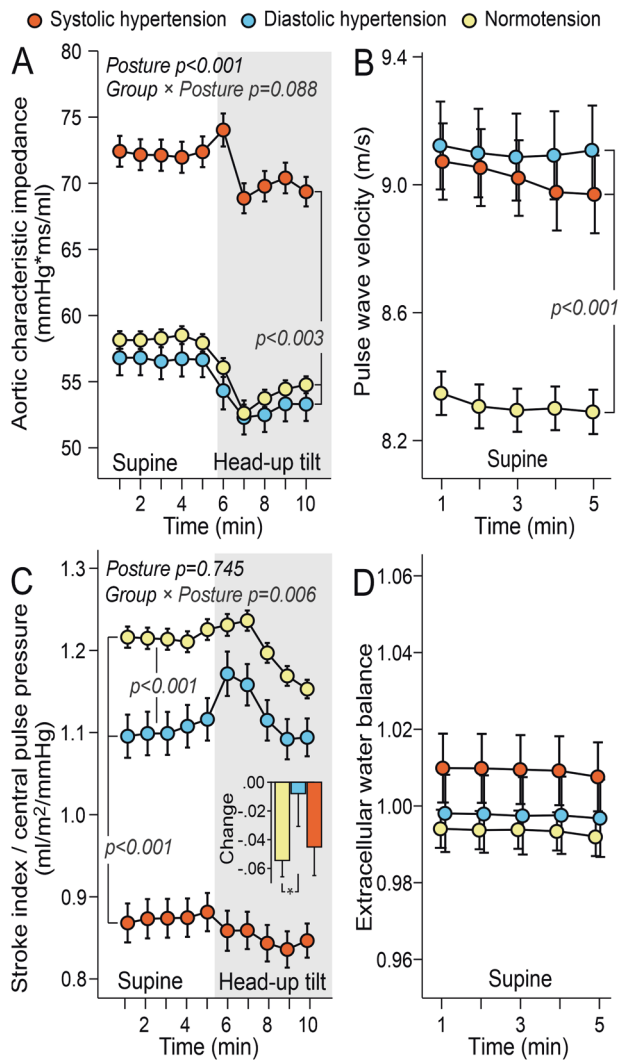 Systolic hypertension Diastolic hypertension Normotension
A
Posture p<0.001
Group × Posture p=0.088
Aortic characteristic impedance
(mmHg*ms/ml)
80
75
70
65
60
55
50
p<0.003
Supine Head-up tilt
2 4 6 8 10
Time (min)
B
Pulse wave velocity (m/s)
9.4
9.0
8.6
8.2
p<0.001
Supine
1 3 5
Time (min)
C
Posture p=0.745
Group × Posture p=0.006
Stroke index / central pulse pressure
(ml/m2/mmHg)
1.3
1.2
1.1
1.0
0.9
0.8
p<0.001
p<0.001
Change
.00
-.02
-.04
-.06
*
Supine Head-up tilt
2 4 6 8 10
Time (min)
D
Extracellular water balance
1.06
1.04
1.02
1.00
0.98
0.96
Supine
1 3 5
Time (min)